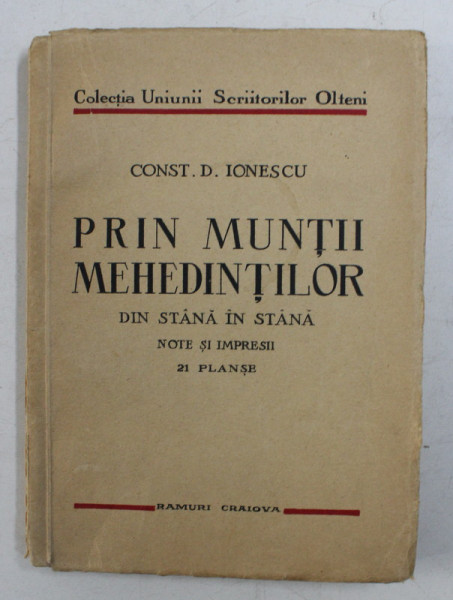 Colecția Uniunii Scriitorilor Olteni
CONST. D. IONESCU
PRIN MUNȚII
MEHEDINȚILOR
DIN STÂNĂ ÎN STÂNĂ
NOTE ȘI IMPRESII
21 PLANȘE
RAMURI CRAIOVA